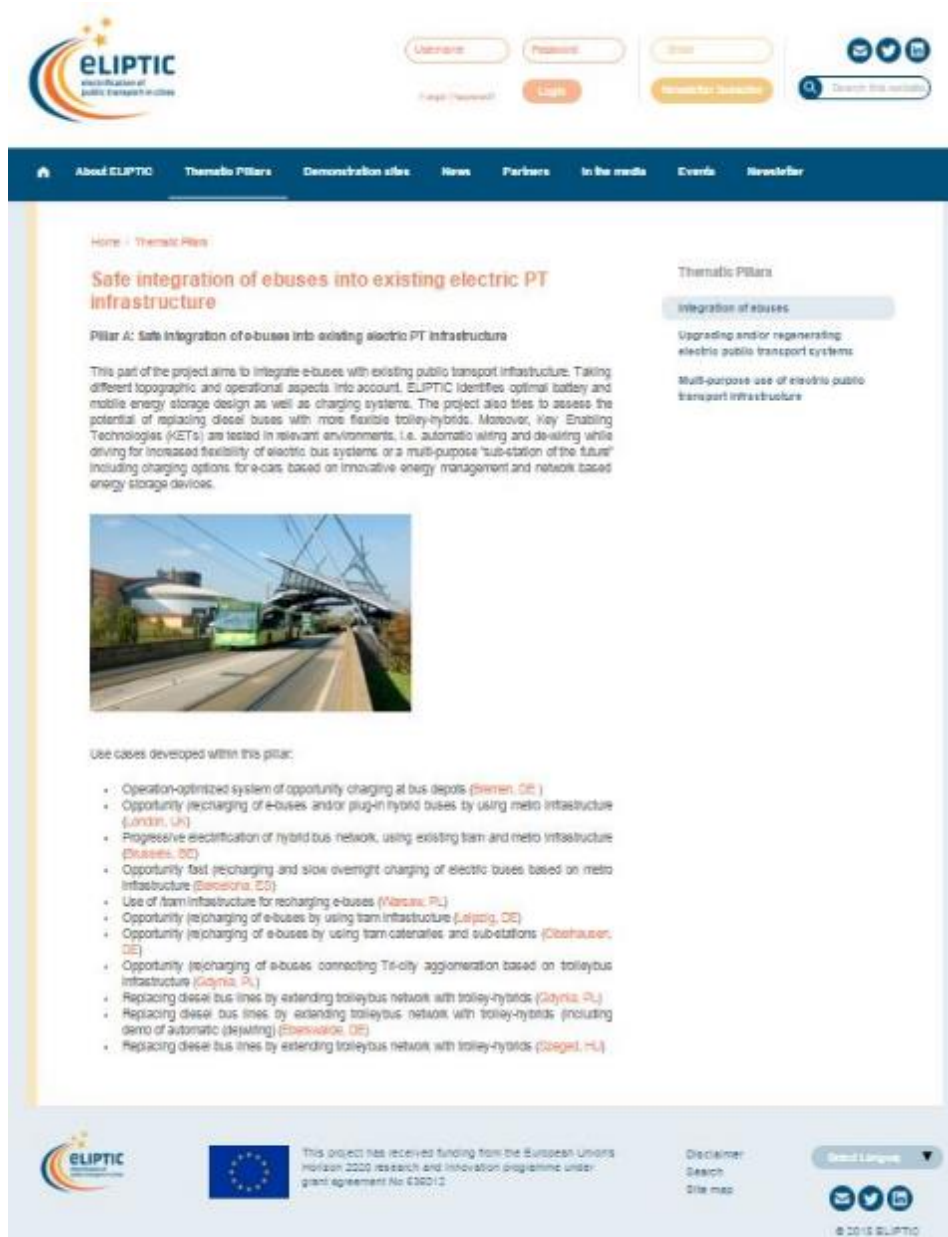 eLIPTIC
electrification of
public transport in cities
Username
Password
Email
Forgot Password?
Login
Newsletter Subscribe
Search this website
About ELIPTIC
Thematic Pillars
Demonstration sites
News
Partners
In the media
Events
Newsletter
Home / Thematic Pillars
Safe integration of ebuses into existing electric PT
infrastructure
Pillar A: Safe integration of e-buses into existing electric PT infrastructure
This part of the project aims to integrate e-buses with existing public transport infrastructure. Taking
different topographic and operational aspects into account, ELIPTIC identifies optimal battery and
mobile energy storage design as well as charging systems. The project also tries to assess the
potential of replacing diesel buses with more flexible trolley-hybrids. Moreover, Key Enabling
Technologies (KETs) are tested in relevant environments, i.e. automatic wiring and de-wiring while
driving for increased flexibility of electric bus systems or a multi-purpose "sub-station of the future"
including charging options for e-cars based on innovative energy management and network based
energy storage devices.
Thematic Pillars
Integration of ebuses
Upgrading and/or regenerating
electric public transport systems
Multi-purpose use of electric public
transport infrastructure
Use cases developed within this pillar:
• Operation-optimized system of opportunity charging at bus depots (Bremen, DE )
• Opportunity (re)charging of e-buses and/or plug-in hybrid buses by using metro infrastructure
(London, UK)
• Progressive electrification of hybrid bus network, using existing tram and metro infrastructure
(Brussels, BE)
• Opportunity fast (re)charging and slow overnight charging of electric buses based on metro
infrastructure (Barcelona, ES)
• Use of tram infrastructure for recharging e-buses (Warsaw, PL)
• Opportunity (re)charging of e-buses by using tram infrastructure (Leipzig, DE)
• Opportunity (re)charging of e-buses by using tram catenaries and sub-stations (Oberhausen,
DE)
• Opportunity (re)charging of e-buses connecting Tri-city agglomeration based on trolleybus
infrastructure (Gdynia, PL)
• Replacing diesel bus lines by extending trolleybus network with trolley-hybrids (Gdynia, PL)
• Replacing diesel bus lines by extending trolleybus network with trolley-hybrids (including
demo of automatic (de)wiring) (Eberswalde, DE)
• Replacing diesel bus lines by extending trolleybus network with trolley-hybrids (Szeged, HU)
eLIPTIC
This project has received funding from the European Union's
Horizon 2020 research and innovation programme under
grant agreement No 636012
Disclaimer
Search
Site map
Select Language
© 2015 ELIPTIC